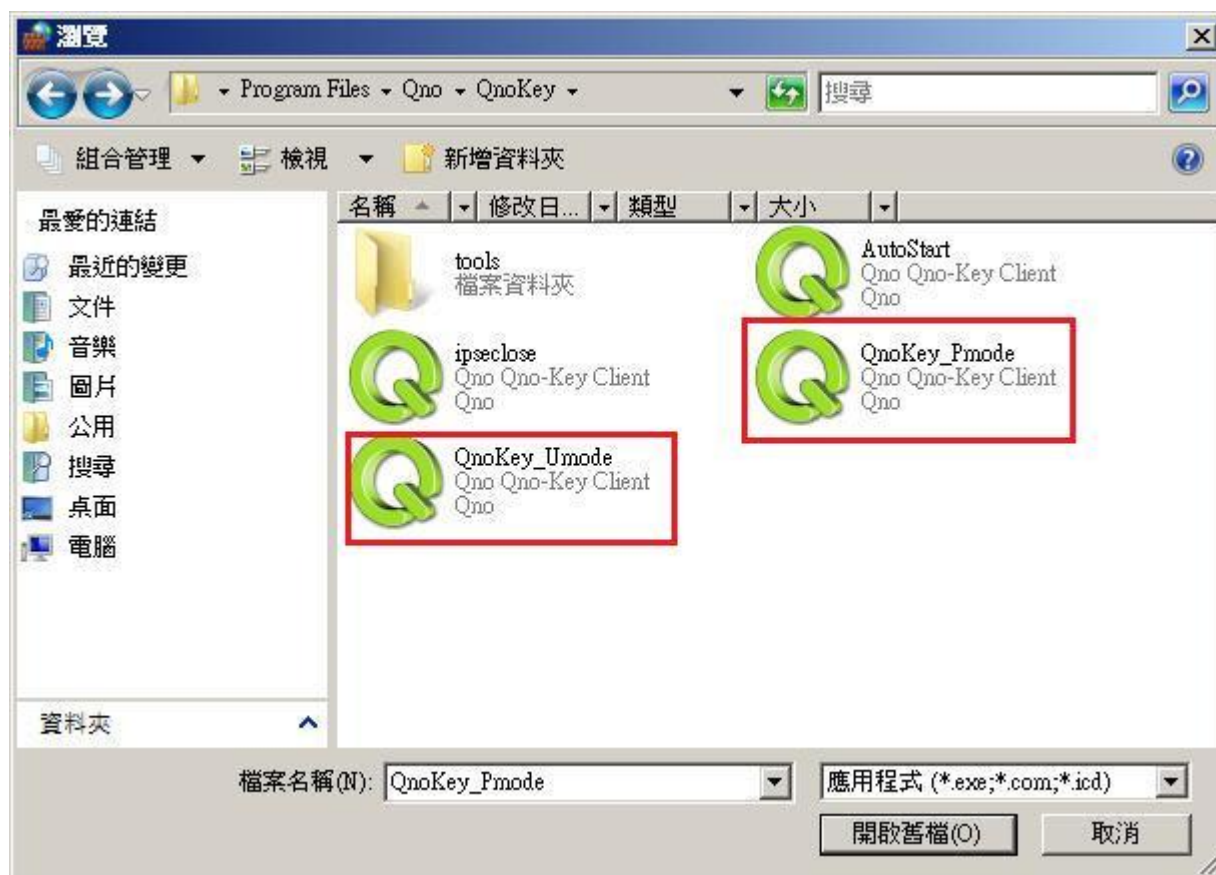 瀏覽
Program Files Qno QnoKey
搜尋
組合管理 檢視 新增資料夾
最愛的連結
最近的變更
文件
音樂
圖片
公用
搜尋
桌面
電腦
資料夾
名稱 修改日... 類型 大小
tools
檔案資料夾
AutoStart
Qno Qno-Key Client
Qno
ipseclose
Qno Qno-Key Client
Qno
QnoKey_Pmode
Qno Qno-Key Client
Qno
QnoKey_Umode
Qno Qno-Key Client
Qno
檔案名稱(N): QnoKey_Pmode 應用程式 (*.exe;*.com;*.icd)
開啟舊檔(O) 取消